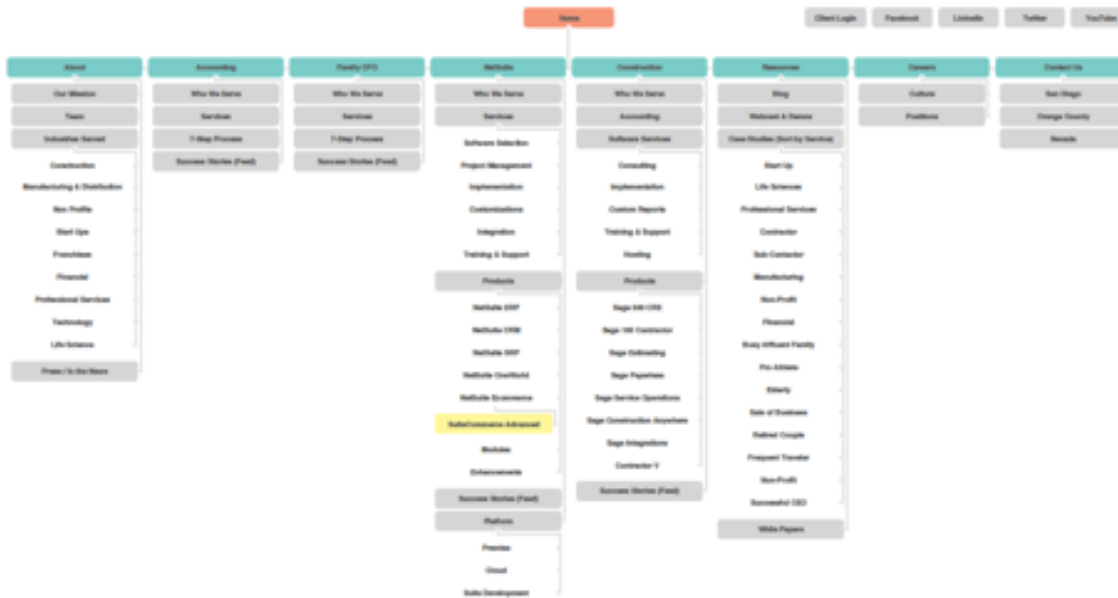 Home
Client Login
Facebook
LinkedIn
Twitter
YouTube
About
Our Mission
Team
Industries Served
Construction
Manufacturing & Distribution
Non Profits
Start Ups
Franchises
Financial
Professional Services
Technology
Life Science
Press / In the News
Accounting
Who We Serve
Services
7-Step Process
Success Stories (Feed)
Family CFO
Who We Serve
Services
7-Step Process
Success Stories (Feed)
NetSuite
Who We Serve
Services
Software Selection
Project Management
Implementation
Customizations
Integration
Training & Support
Products
NetSuite ERP
NetSuite CRM
NetSuite SRP
NetSuite OneWorld
NetSuite Ecommerce
SuiteCommerce Advanced
Modules
Enhancements
Success Stories (Feed)
Platform
Premise
Cloud
Suite Development
Construction
Who We Serve
Accounting
Software Services
Consulting
Implementation
Custom Reports
Training & Support
Hosting
Products
Sage 300 CRE
Sage 100 Contractor
Sage Estimating
Sage Paperless
Sage Service Operations
Sage Construction Anywhere
Sage Integrations
Contractor Y
Success Stories (Feed)
Resources
Blog
Webcast & Demos
Case Studies (Sort by Service)
Start Up
Life Sciences
Professional Services
Contractor
Sub Contactor
Manufacturing
Non-Profit
Financial
Busy Affluent Family
Pro Athlete
Elderly
Sale of Business
Retired Couple
Frequent Traveler
Non-Profit
Successful CEO
White Papers
Careers
Culture
Positions
Contact Us
San Diego
Orange County
Nevada